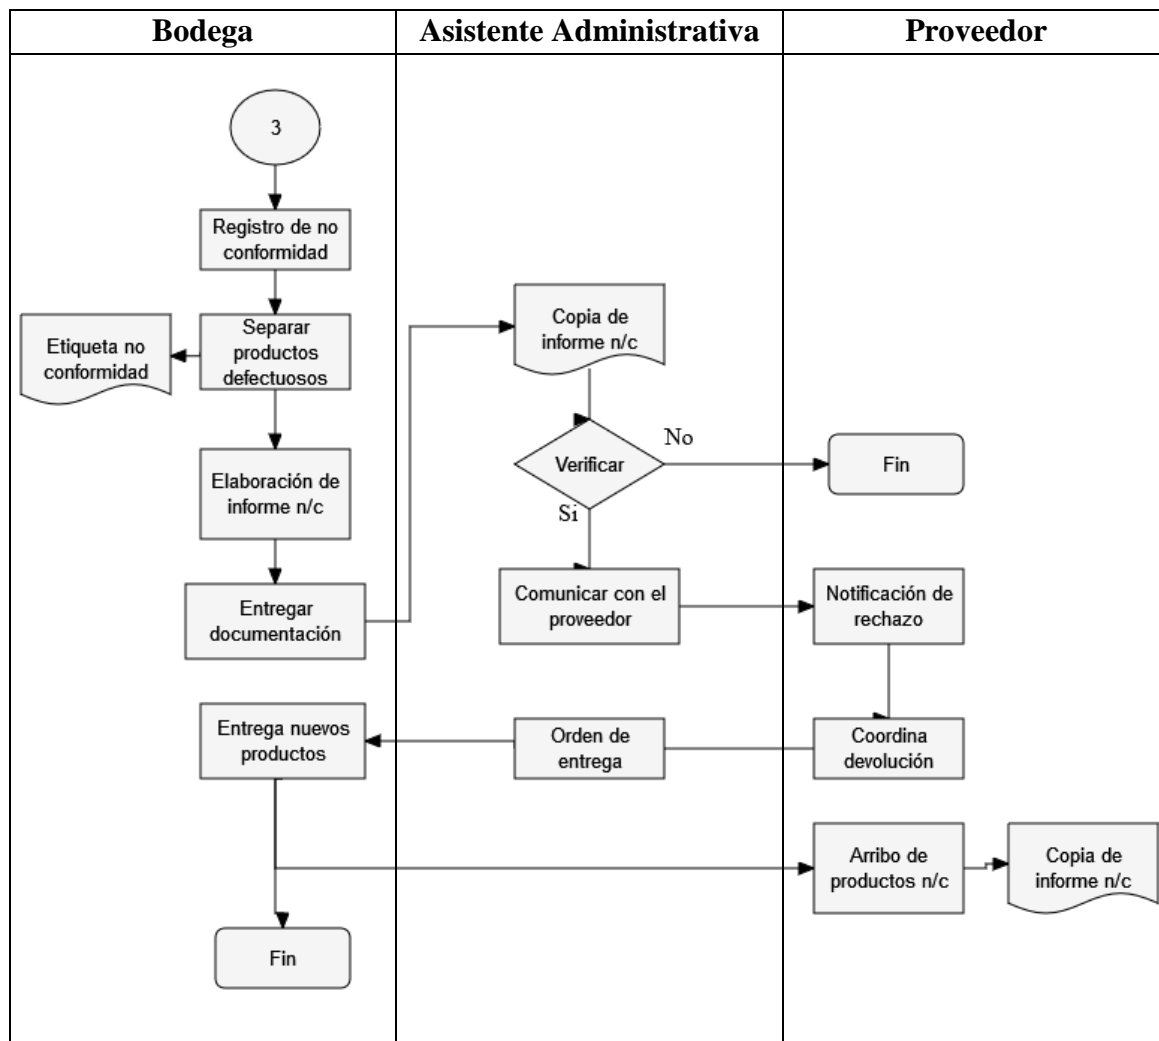 Bodega
Asistente Administrativa
Proveedor
3
Registro de no
conformidad
Separar
productos
defectuosos
Etiqueta no
conformidad
Elaboración de
informe n/c
Entregar
documentación
Copia de
informe n/c
Verificar
No
Fin
Si
Comunicar con el
proveedor
Notificación de
rechazo
Coordina
devolución
Orden de
entrega
Entrega nuevos
productos
Arribo de
productos n/c
Copia de
informe n/c
Fin